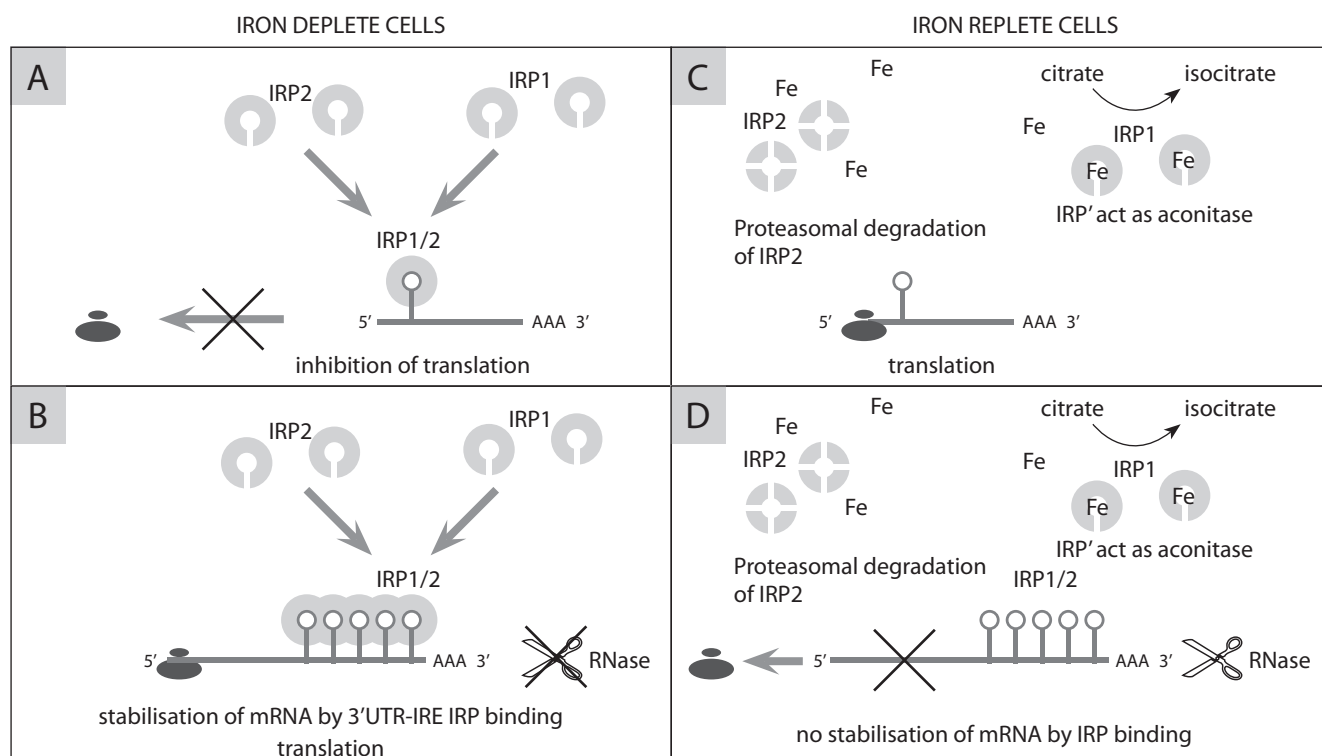 IRON DEPLETE CELLS
IRON REPLETE CELLS
A
IRP2
IRP1
IRP1/2
5’
AAA 3’
inhibition of translation
C
Fe
Fe
IRP2
Fe
citrate
isocitrate
Fe
IRP1
Fe
Fe
IRP’ act as aconitase
Proteasomal degradation
of IRP2
5’
AAA 3’
translation
B
IRP2
IRP1
IRP1/2
5’
AAA 3’
RNase
stabilisation of mRNA by 3’UTR-IRE IRP binding
translation
D
Fe
Fe
IRP2
Fe
citrate
isocitrate
Fe
IRP1
Fe
Fe
IRP’ act as aconitase
Proteasomal degradation
of IRP2
IRP1/2
5’
AAA 3’
RNase
no stabilisation of mRNA by IRP binding